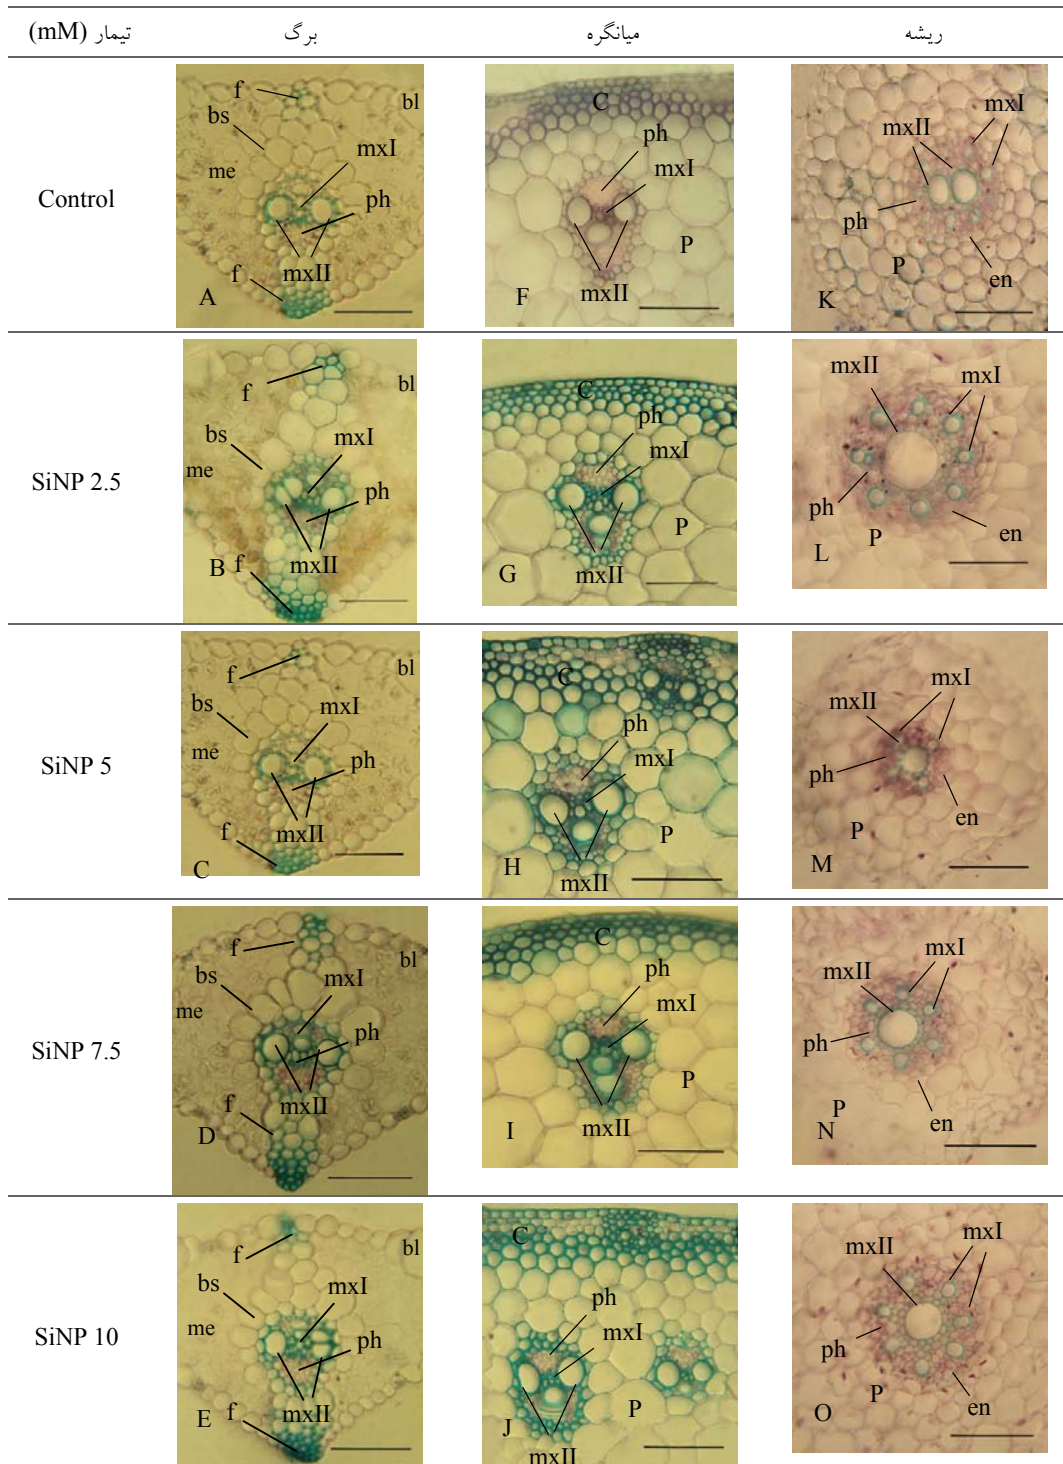 تیمار (mM) برگ میانگره ریشه
Control
f
bl
bs
mxI
me
ph
f
mxII
A
C
ph
mxI
P
mxII
F
mxII
mxI
ph
P
en
K
SiNP 2.5
f
bl
bs
mxI
me
ph
B
f
mxII
C
ph
mxI
P
G
mxII
mxII
mxI
ph
P
en
L
SiNP 5
f
bl
bs
mxI
me
ph
f
mxII
C
C
ph
mxI
P
H
mxII
mxI
mxII
ph
P
en
M
SiNP 7.5
f
bl
bs
mxI
me
ph
f
mxII
D
C
ph
mxI
P
I
mxII
mxI
mxII
ph
P
N
en
SiNP 10
f
bl
bs
mxI
me
ph
f
mxII
E
C
ph
mxI
P
J
mxII
mxI
mxII
ph
P
en
O